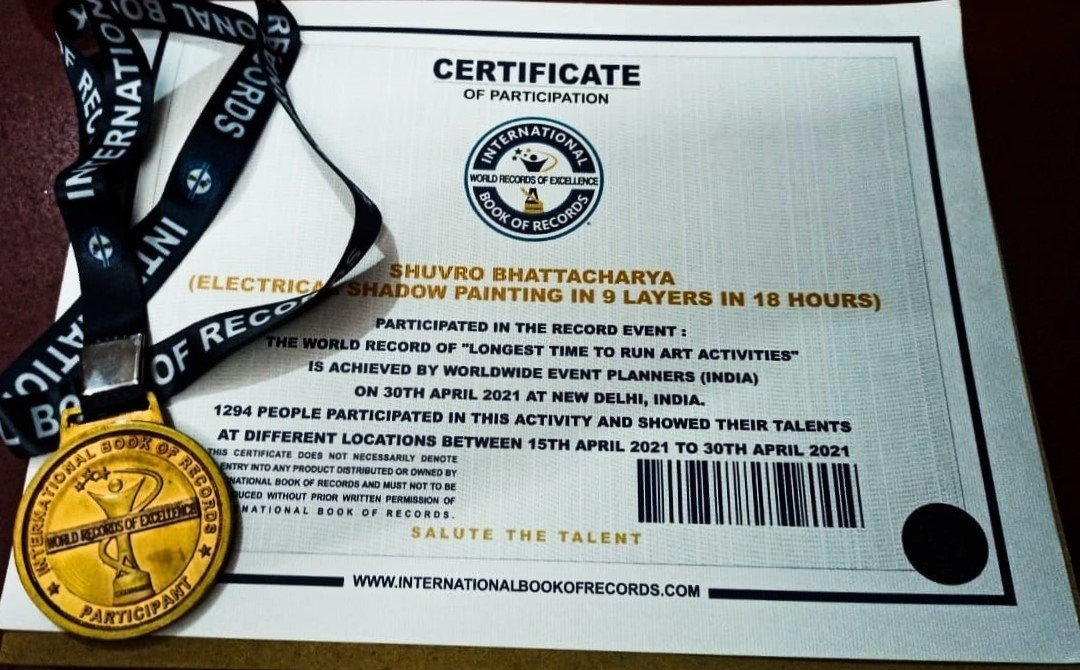 CERTIFICATE
OF PARTICIPATION
INTERNATIONAL
WORLD RECORDS OF EXCELLENCE
BOOK OF RECORDS
SHUVRO BHATTACHARYA
(ELECTRICA SHADOW PAINTING IN 9 LAYERS IN 18 HOURS)
PARTICIPATED IN THE RECORD EVENT :
THE WORLD RECORD OF "LONGEST TIME TO RUN ART ACTIVITIES"
IS ACHIEVED BY WORLDWIDE EVENT PLANNERS (INDIA)
ON 30TH APRIL 2021 AT NEW DELHI, INDIA.
1294 PEOPLE PARTICIPATED IN THIS ACTIVITY AND SHOWED THEIR TALENTS
AT DIFFERENT LOCATIONS BETWEEN 15TH APRIL 2021 TO 30TH APRIL 2021
THIS CERTIFICATE DOES NOT NECESSARILY DENOTE
ENTRY INTO ANY PRODUCT DISTRIBUTED OR OWNED BY
NATIONAL BOOK OF RECORDS AND MUST NOT TO BE
DUCED WITHOUT PRIOR WRITTEN PERMISSION OF
NATIONAL BOOK OF RECORDS.
SALUTE THE TALENT
WWW.INTERNATIONALBOOKOFRECORDS.COM
INTERNATIONAL BOOK OF RECORDS
WORLD RECORDS OF EXCELLENCE
PARTICIPANT
INTERNATION
RECORDS
OF RECORDS